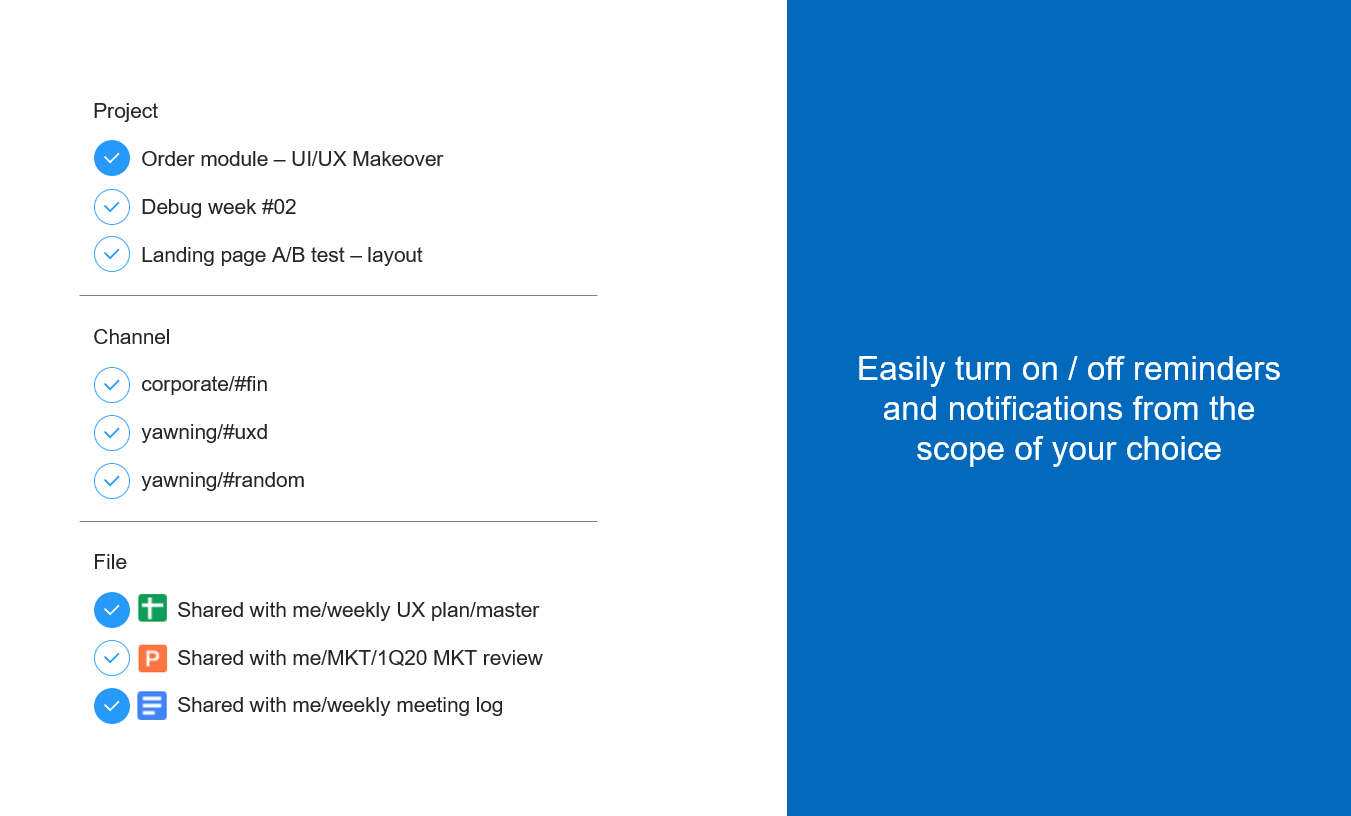 Project
Order module – UI/UX Makeover
Debug week #02
Landing page A/B test – layout
Channel
corporate/#fin
yawning/#uxd
yawning/#random
File
Shared with me/weekly UX plan/master
P Shared with me/MKT/1Q20 MKT review
Shared with me/weekly meeting log
Easily turn on / off reminders
and notifications from the
scope of your choice